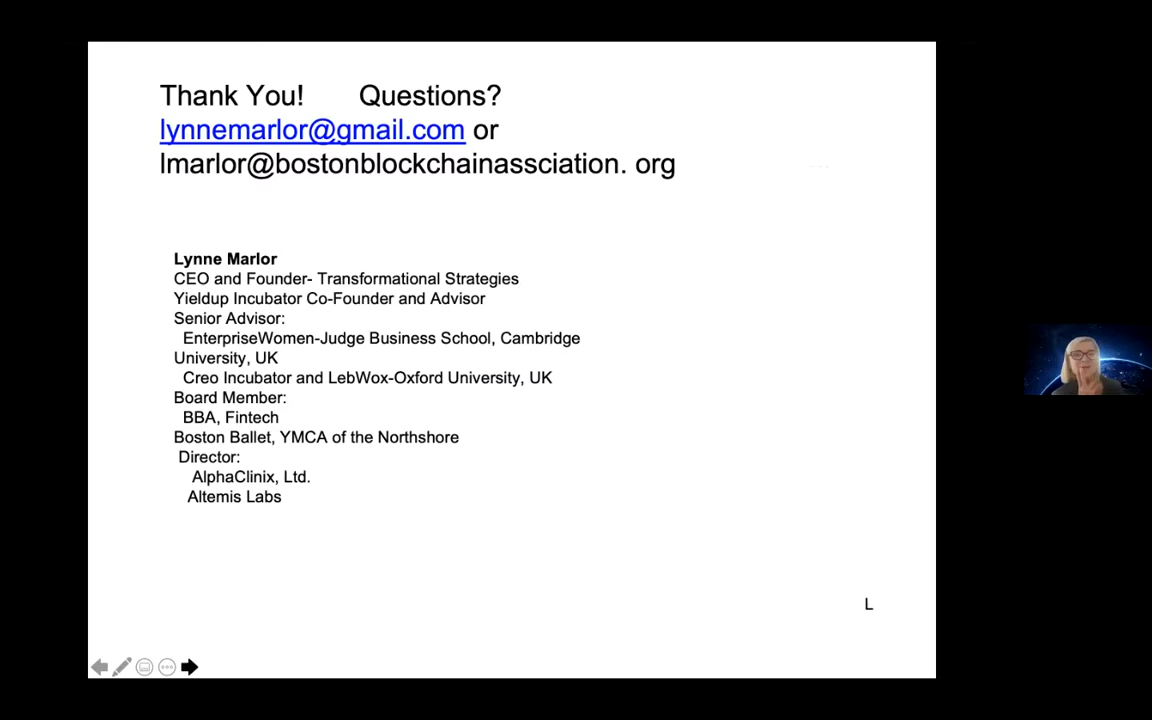 Thank You! Questions?
lynnemarlor@gmail.com or
lmarlor@bostonblockchainassciation. org
Lynne Marlor
CEO and Founder- Transformational Strategies
Yieldup Incubator Co-Founder and Advisor
Senior Advisor:
EnterpriseWomen-Judge Business School, Cambridge
University, UK
Creo Incubator and LebWox-Oxford University, UK
Board Member:
BBA, Fintech
Boston Ballet, YMCA of the Northshore
Director:
AlphaClinix, Ltd.
Altemis Labs
L